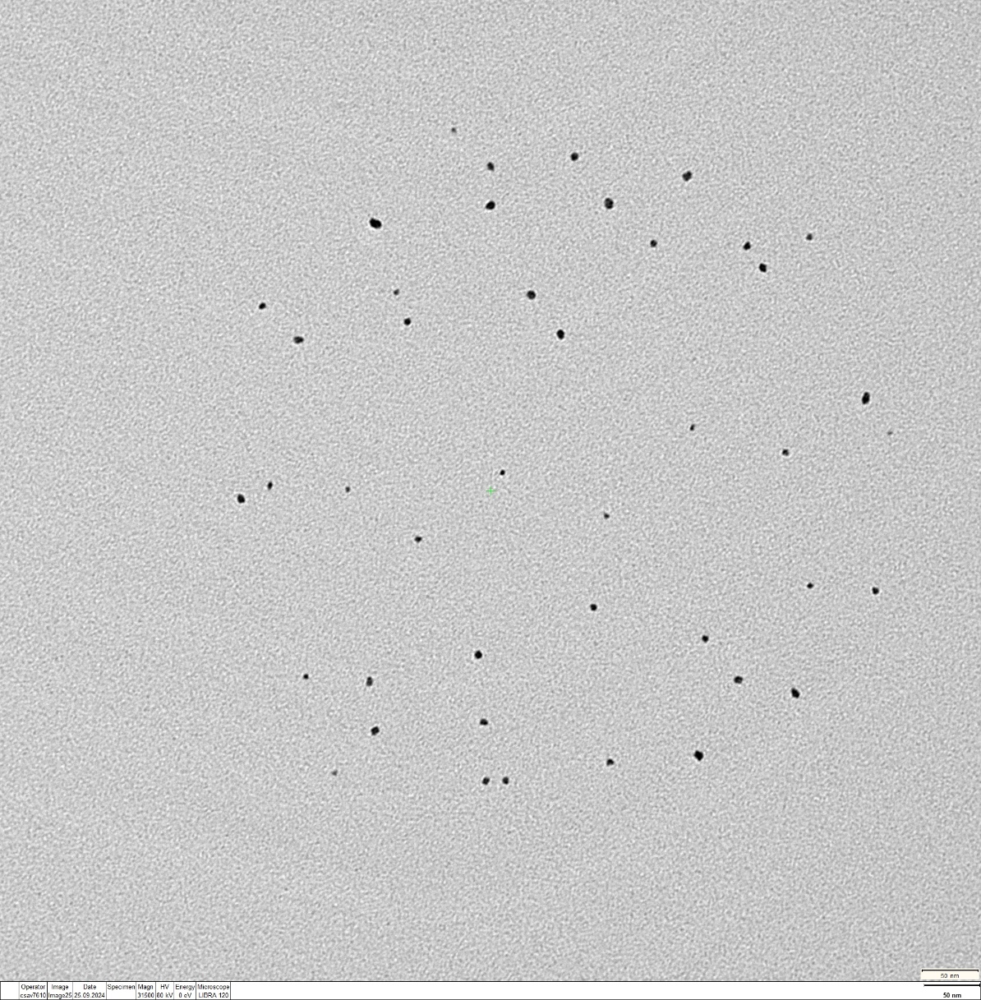 50 nm
Operator Image Date Specimen Magn HV Energy Microscope
csav7610 Image25 25.09.2024 31500 80 kV 0 eV LIBRA 120
50 nm